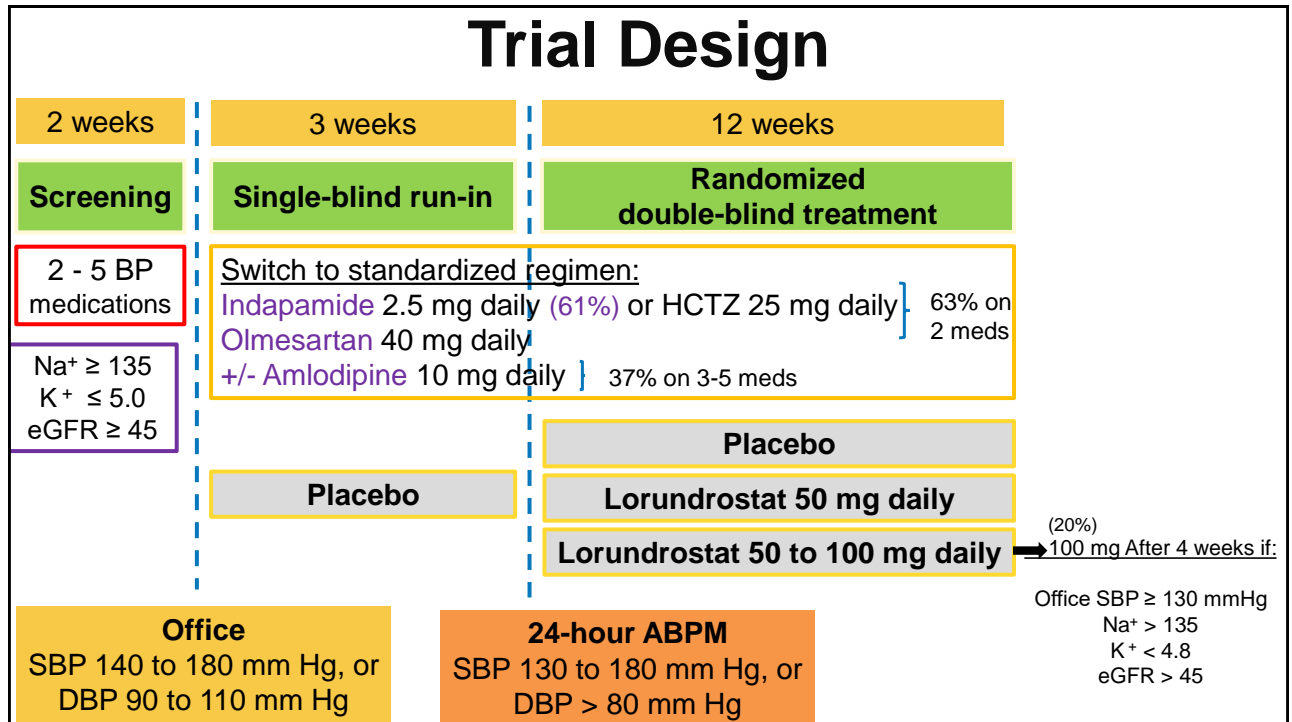 Trial Design
2 weeks
3 weeks
12 weeks
Screening
Single-blind run-in
Randomized
double-blind treatment
2 - 5 BP
medications
Na⁺ ≥ 135
K⁺ ≤ 5.0
eGFR ≥ 45
Switch to standardized regimen:
Indapamide 2.5 mg daily (61%) or HCTZ 25 mg daily
Olmesartan 40 mg daily
+/- Amlodipine 10 mg daily
63% on
2 meds
37% on 3-5 meds
Placebo
Placebo
Lorundrostat 50 mg daily
Lorundrostat 50 to 100 mg daily
(20%)
100 mg After 4 weeks if:
Office SBP ≥ 130 mmHg
Na⁺ > 135
K⁺ < 4.8
eGFR > 45
Office
SBP 140 to 180 mm Hg, or
DBP 90 to 110 mm Hg
24-hour ABPM
SBP 130 to 180 mm Hg, or
DBP > 80 mm Hg